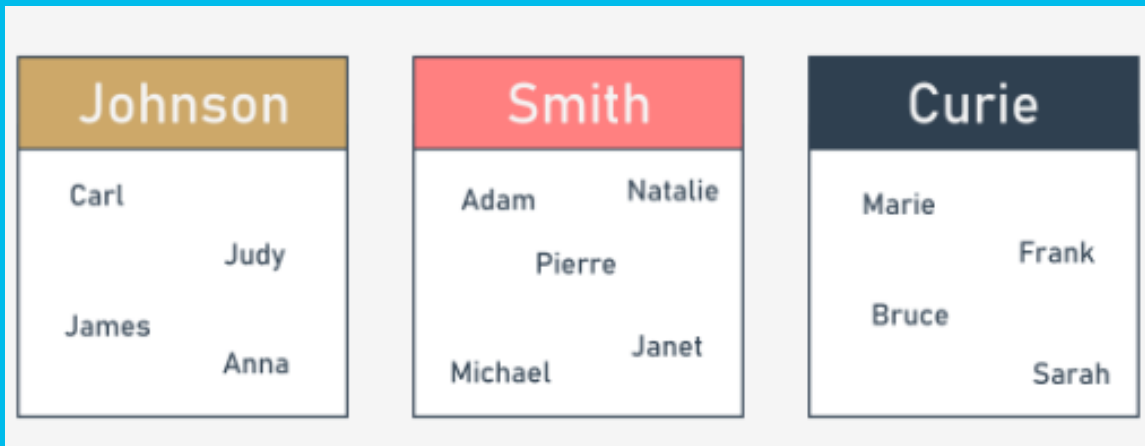 Johnson
Carl
Judy
James
Anna
Smith
Adam
Natalie
Pierre
Janet
Michael
Curie
Marie
Frank
Bruce
Sarah